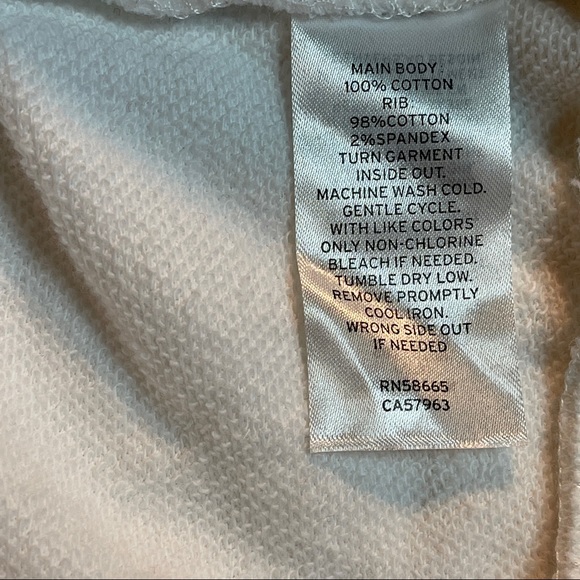 MAIN BODY:
100% COTTON
RIB
98%COTTON
2%SPANDEX
TURN GARMENT
INSIDE OUT.
MACHINE WASH COLD.
GENTLE CYCLE.
WITH LIKE COLORS
ONLY NON-CHLORINE
BLEACH IF NEEDED.
TUMBLE DRY LOW.
REMOVE PROMPTLY
COOL IRON.
WRONG SIDE OUT
IF NEEDED
RN58665
CA57963